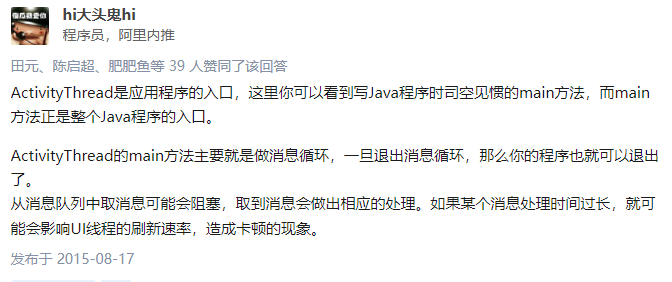 hi大头鬼hi
程序员，阿里内推
田元、陈启超、肥肥鱼等 39 人赞同了该回答
ActivityThread是应用程序的入口，这里你可以看到写Java程序时司空见惯的main方法，而main
方法正是整个Java程序的入口。
ActivityThread的main方法主要就是做消息循环，一旦退出消息循环，那么你的程序也就可以退出
了。
从消息队列中取消息可能会阻塞，取到消息会做出相应的处理。如果某个消息处理时间过长，就可
能会影响UI线程的刷新速率，造成卡顿的现象。
发布于 2015-08-17